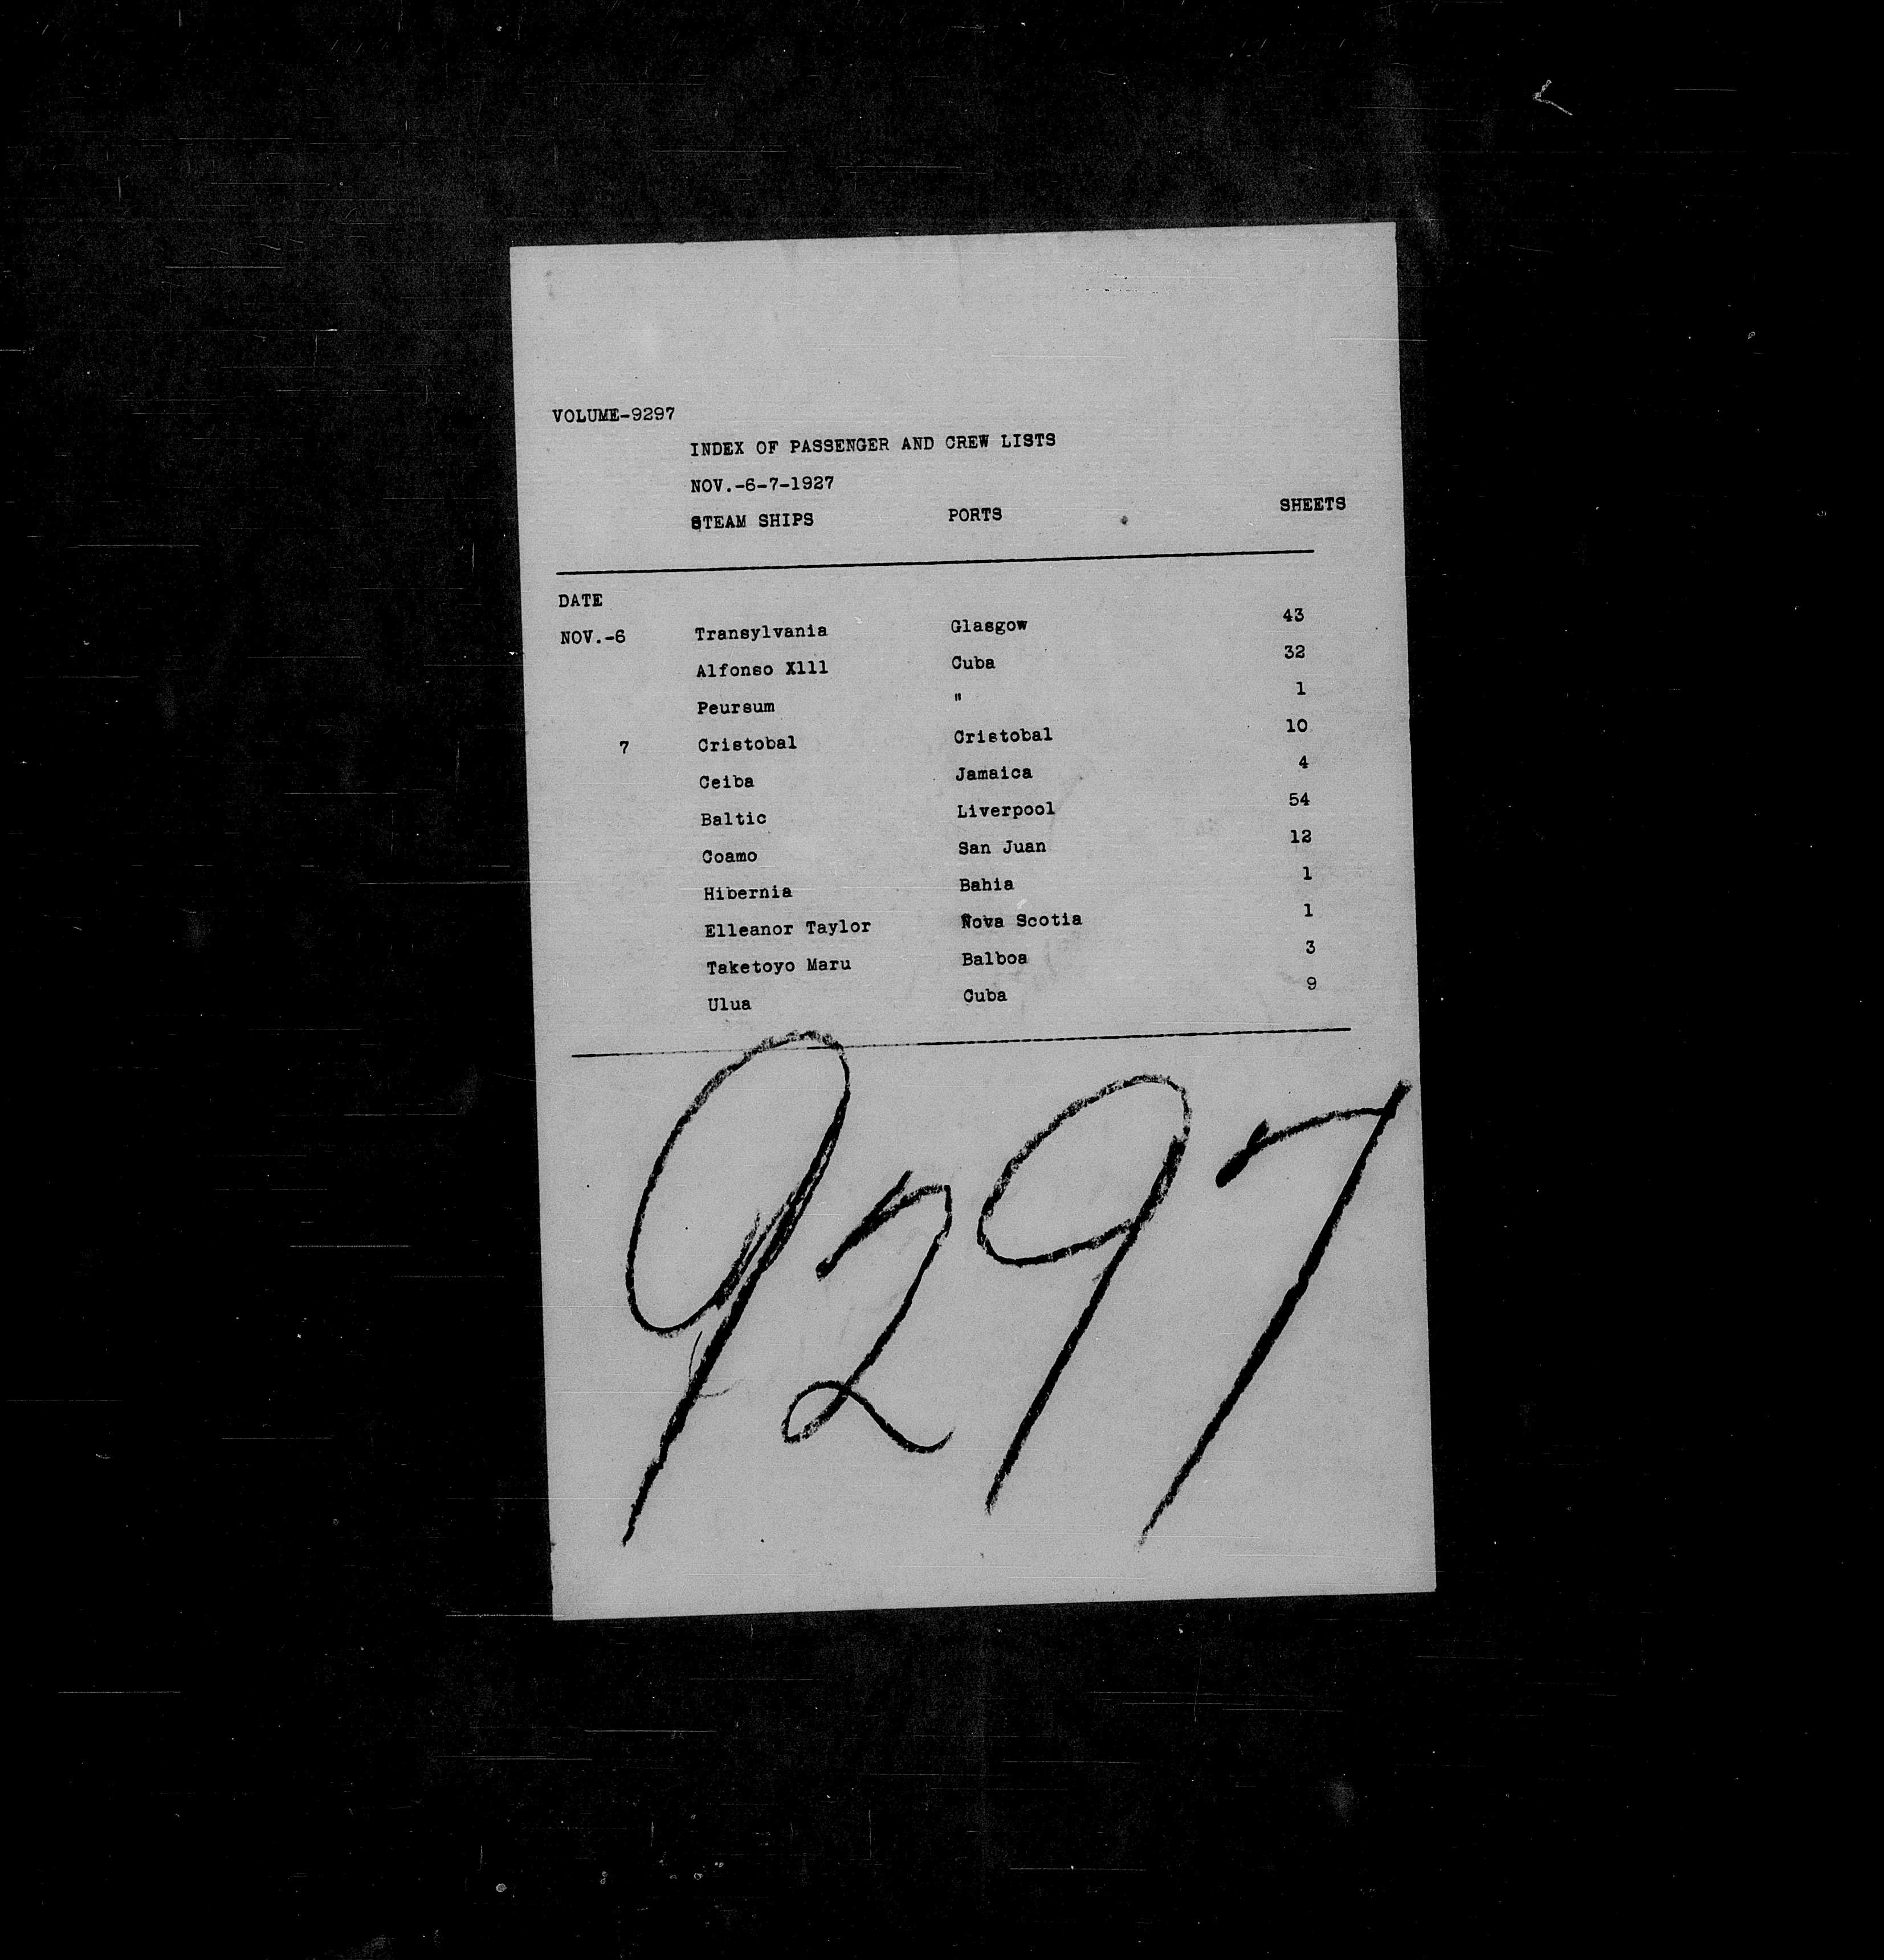 VOLUME-9297
INDEX OF PASSENGER AND CREW LISTS
NOV.-6-7-1927
STEAM SHIPS PORTS SHEETS
DATE
NOV.-6 Transylvania Glasgow 43
Alfonso X111 Cuba 32
Peursum " 1
7 Cristobal Cristobal 10
Ceiba Jamaica 4
Baltic Liverpool 54
Coamo San Juan 12
Hibernia Bahia 1
Elleanor Taylor Nova Scotia 1
Taketoyo Maru Balboa 3
Ulua Cuba 9
9297